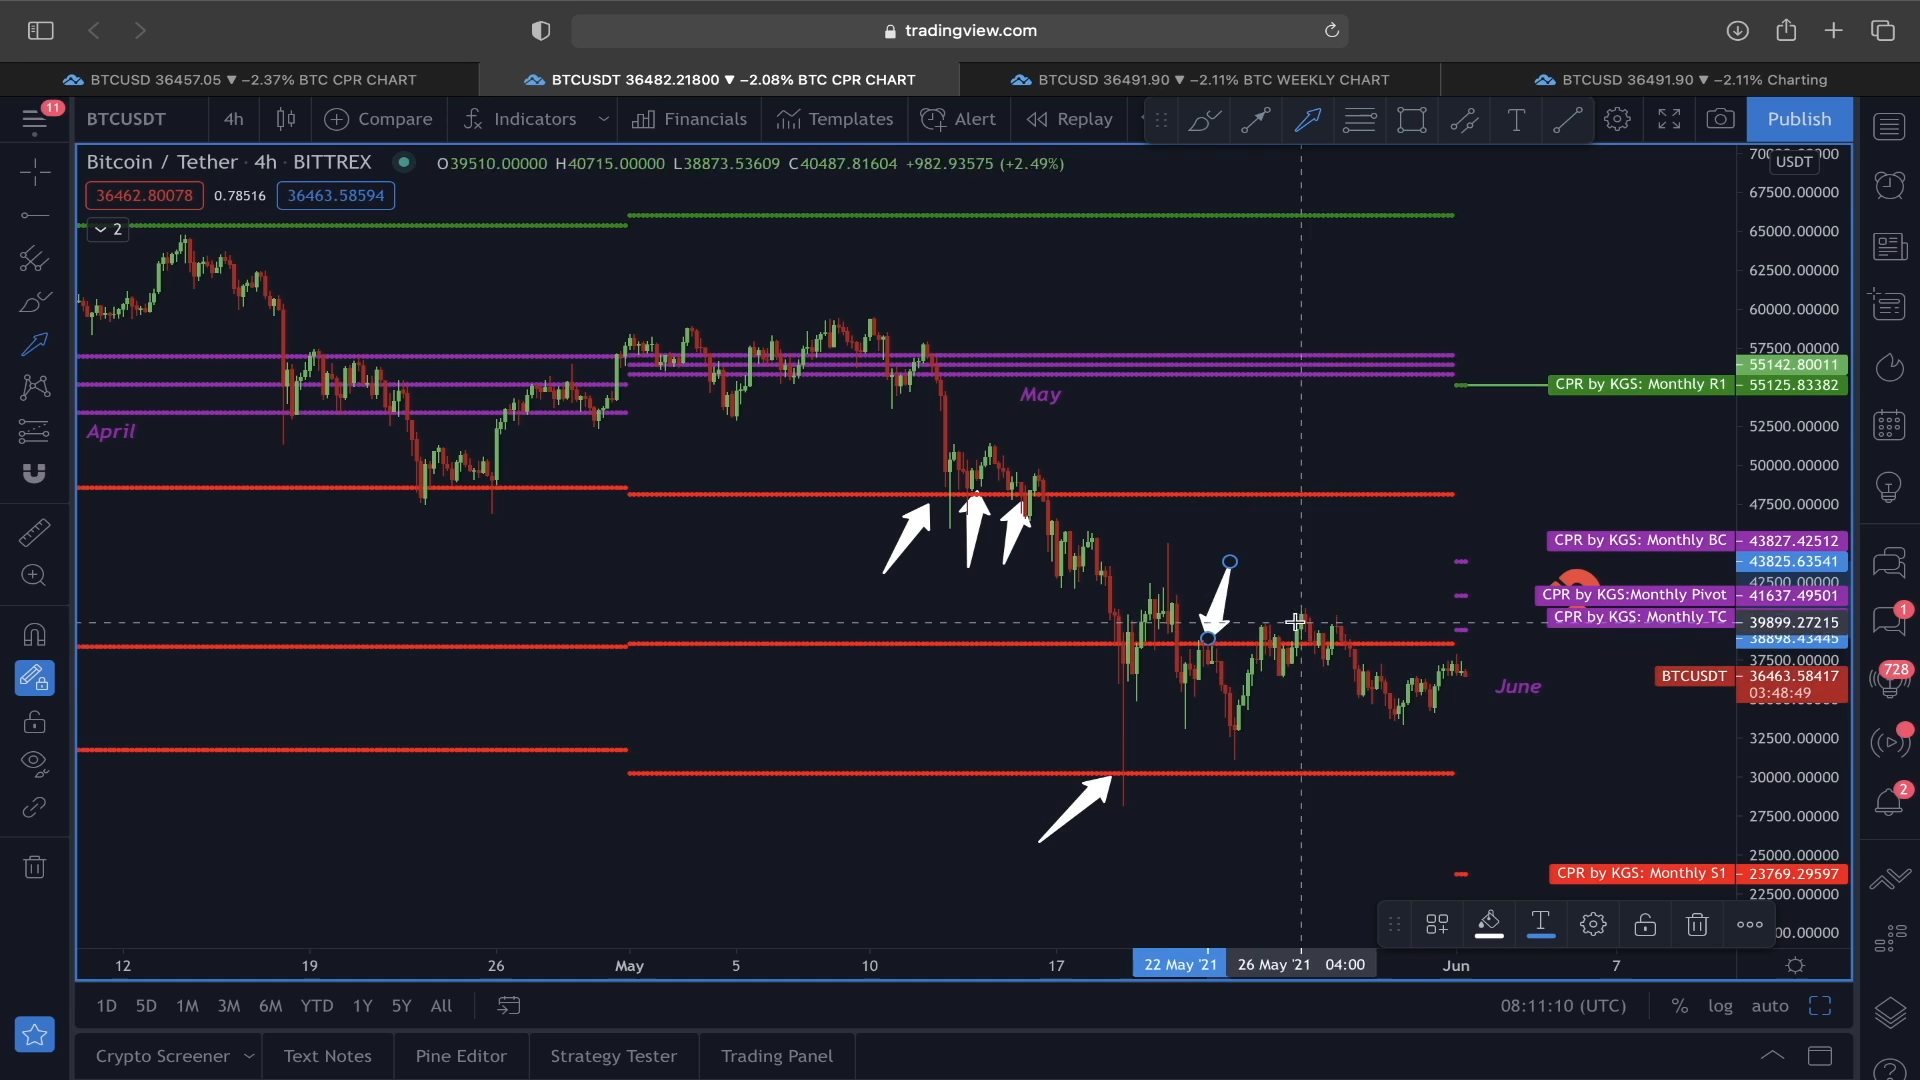 tradingview.com
BTCUSD 36457.05 ▼ −2.37% BTC CPR CHART
BTCUSDT 36482.21800 ▼ −2.08% BTC CPR CHART
BTCUSD 36491.90 ▼ −2.11% BTC WEEKLY CHART
BTCUSD 36491.90 ▼ −2.11% Charting
11
BTCUSDT 4h Compare Indicators Financials Templates Alert Replay T Publish
Bitcoin / Tether · 4h · BITTREX O39510.00000 H40715.00000 L38873.53609 C40487.81604 +982.93575 (+2.49%)
USDT
36462.80078 0.78516 36463.58594
67500.00000
2
65000.00000
62500.00000
60000.00000
57500.00000
55142.80011
CPR by KGS: Monthly R1 55125.83382
May
April
52500.00000
50000.00000
47500.00000
CPR by KGS: Monthly BC 43827.42512
43825.63541
42500.00000
CPR by KGS:Monthly Pivot 41637.49501
1
CPR by KGS: Monthly TC 39899.27215
38898.43445
37500.00000
728
BTCUSDT 36463.58417
03:48:49
June
32500.00000
30000.00000
2
27500.00000
25000.00000
CPR by KGS: Monthly S1 23769.29597
22500.00000
T
12 19 26 May 5 10 17 22 May '21 26 May '21 04:00 Jun 7
1D 5D 1M 3M 6M YTD 1Y 5Y All 08:11:10 (UTC) % log auto
Crypto Screener Text Notes Pine Editor Strategy Tester Trading Panel